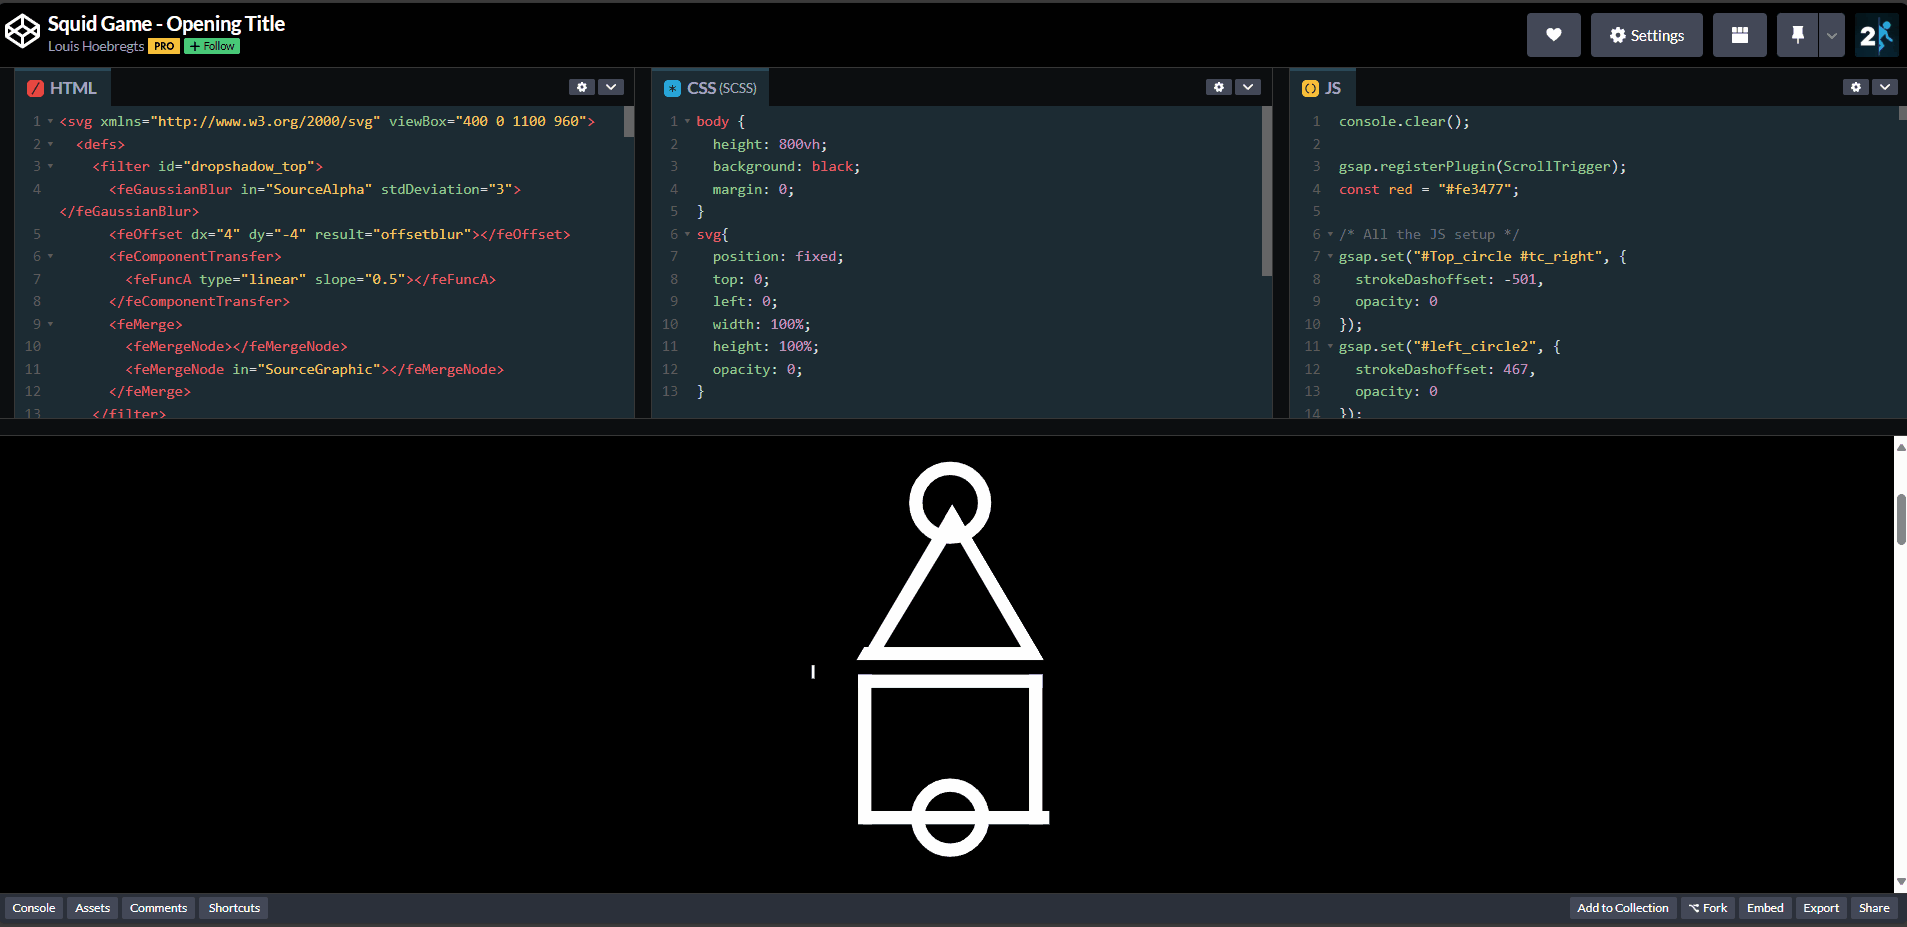 Squid Game - Opening Title
Louis Hoebregts PRO + Follow
Settings
2
HTML
1 <svg xmlns="http://www.w3.org/2000/svg" viewBox="400 0 1100 960">
2 <defs>
3 <filter id="dropshadow_top">
4 <feGaussianBlur in="SourceAlpha" stdDeviation="3">
</feGaussianBlur>
5 <feOffset dx="4" dy="-4" result="offsetblur"></feOffset>
6 <feComponentTransfer>
7 <feFuncA type="linear" slope="0.5"></feFuncA>
8 </feComponentTransfer>
9 <feMerge>
10 <feMergeNode></feMergeNode>
11 <feMergeNode in="SourceGraphic"></feMergeNode>
12 </feMerge>
13 </filter>
CSS (SCSS)
1 body {
2 height: 800vh;
3 background: black;
4 margin: 0;
5 }
6 svg{
7 position: fixed;
8 top: 0;
9 left: 0;
10 width: 100%;
11 height: 100%;
12 opacity: 0;
13 }
JS
1 console.clear();
2
3 gsap.registerPlugin(ScrollTrigger);
4 const red = "#fe3477";
5
6 /* All the JS setup */
7 gsap.set("#Top_circle #tc_right", {
8 strokeDashoffset: -501,
9 opacity: 0
10 });
11 gsap.set("#left_circle2", {
12 strokeDashoffset: 467,
13 opacity: 0
14 });
Console Assets Comments Shortcuts
Add to Collection Fork Embed Export Share